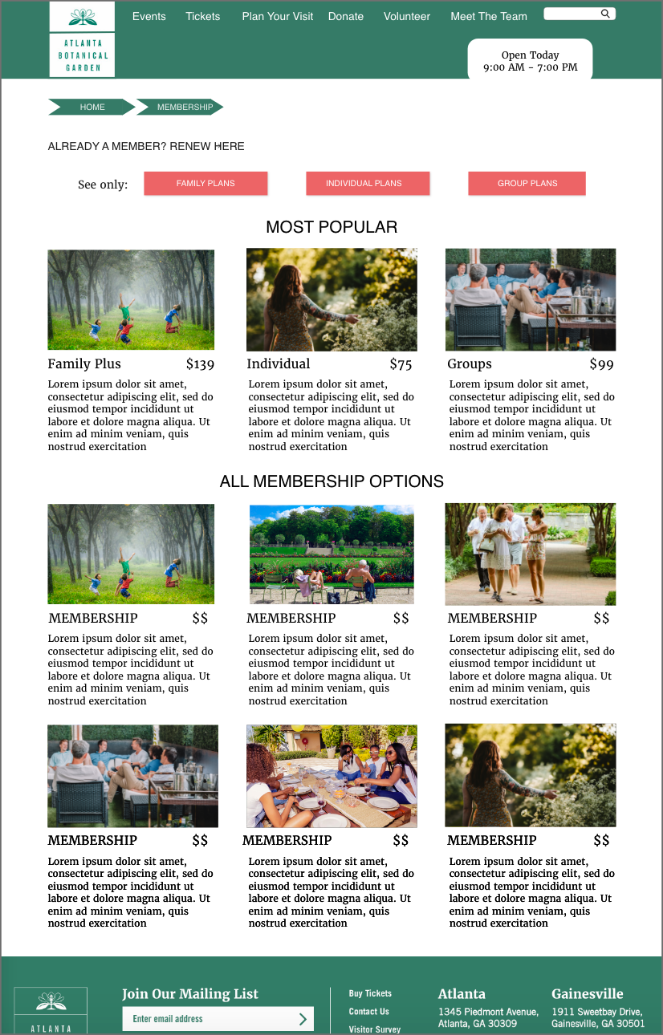 Events Tickets Plan Your Visit Donate Volunteer Meet The Team
ATLANTA
BOTANICAL
GARDEN
Open Today
9:00 AM - 7:00 PM
HOME MEMBERSHIP
ALREADY A MEMBER? RENEW HERE
See only: FAMILY PLANS INDIVIDUAL PLANS GROUP PLANS
MOST POPULAR
Family Plus $139
Lorem ipsum dolor sit amet,
consectetur adipiscing elit, sed do
eiusmod tempor incididunt ut
labore et dolore magna aliqua. Ut
enim ad minim veniam, quis
nostrud exercitation
Individual $75
Lorem ipsum dolor sit amet,
consectetur adipiscing elit, sed do
eiusmod tempor incididunt ut
labore et dolore magna aliqua. Ut
enim ad minim veniam, quis
nostrud exercitation
Groups $99
Lorem ipsum dolor sit amet,
consectetur adipiscing elit, sed do
eiusmod tempor incididunt ut
labore et dolore magna aliqua. Ut
enim ad minim veniam, quis
nostrud exercitation
ALL MEMBERSHIP OPTIONS
MEMBERSHIP $$
Lorem ipsum dolor sit amet,
consectetur adipiscing elit, sed do
eiusmod tempor incididunt ut
labore et dolore magna aliqua. Ut
enim ad minim veniam, quis
nostrud exercitation
MEMBERSHIP $$
Lorem ipsum dolor sit amet,
consectetur adipiscing elit, sed do
eiusmod tempor incididunt ut
labore et dolore magna aliqua. Ut
enim ad minim veniam, quis
nostrud exercitation
MEMBERSHIP $$
Lorem ipsum dolor sit amet,
consectetur adipiscing elit, sed do
eiusmod tempor incididunt ut
labore et dolore magna aliqua. Ut
enim ad minim veniam, quis
nostrud exercitation
MEMBERSHIP $$
Lorem ipsum dolor sit amet,
consectetur adipiscing elit, sed do
eiusmod tempor incididunt ut
labore et dolore magna aliqua. Ut
enim ad minim veniam, quis
nostrud exercitation
MEMBERSHIP $$
Lorem ipsum dolor sit amet,
consectetur adipiscing elit, sed do
eiusmod tempor incididunt ut
labore et dolore magna aliqua. Ut
enim ad minim veniam, quis
nostrud exercitation
MEMBERSHIP $$
Lorem ipsum dolor sit amet,
consectetur adipiscing elit, sed do
eiusmod tempor incididunt ut
labore et dolore magna aliqua. Ut
enim ad minim veniam, quis
nostrud exercitation
ATLANTA
Join Our Mailing List
Enter email address
Buy Tickets
Contact Us
Visitor Survey
Atlanta
1345 Piedmont Avenue,
Atlanta, GA 30309
Gainesville
1911 Sweetbay Drive,
Gainesville, GA 30501